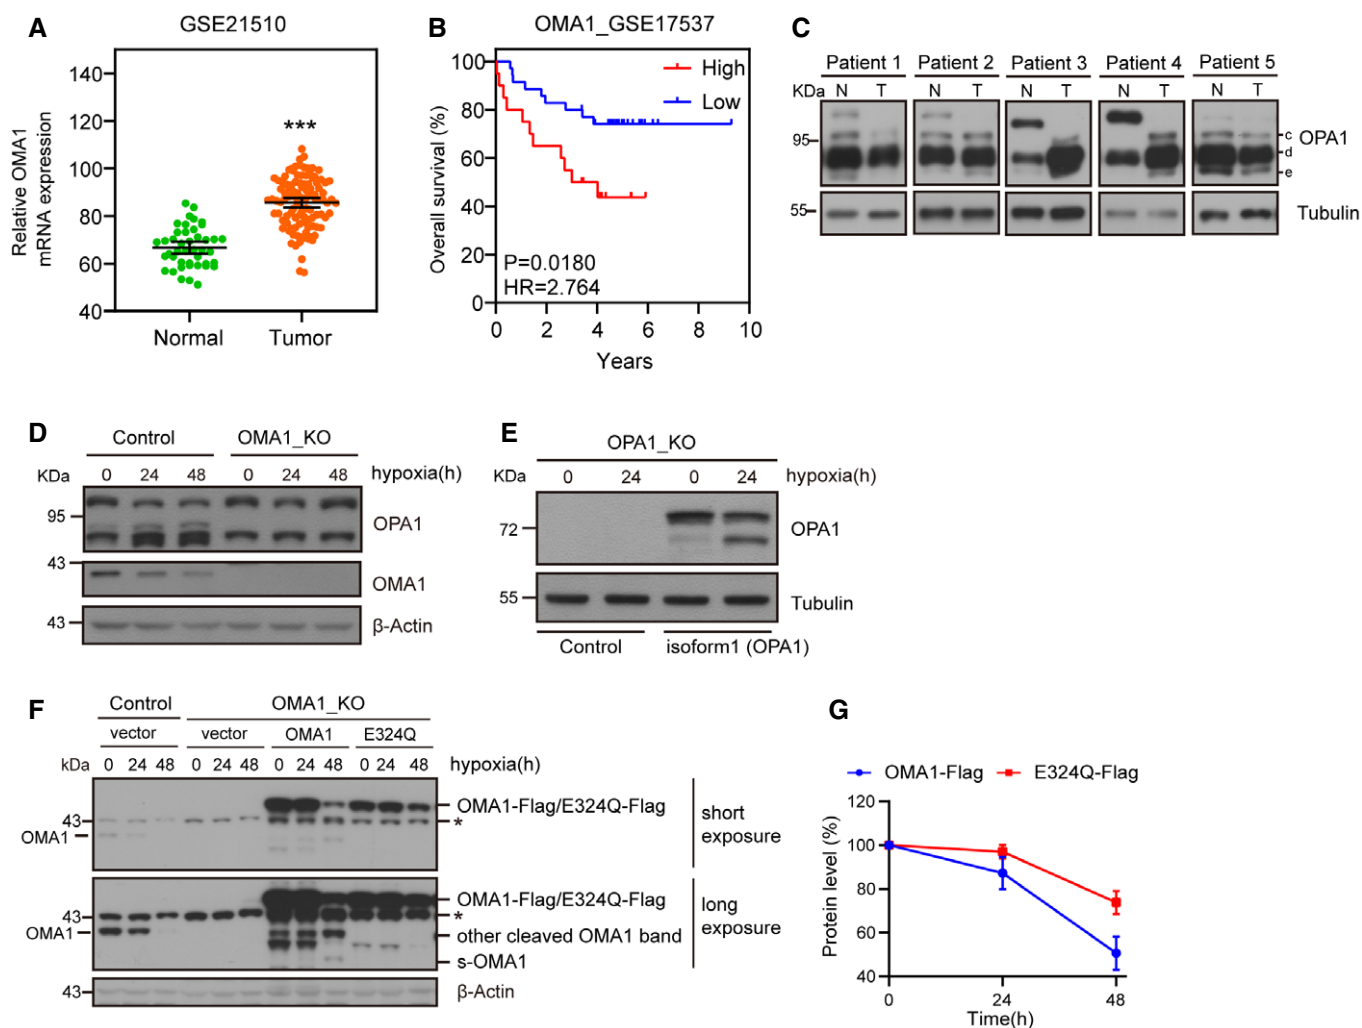 A
GSE21510
Relative OMA1
mRNA expression
140
120
100
80
60
40
***
Normal Tumor
B
OMA1_GSE17537
Overall survival (%)
100
80
60
40
20
0
High
Low
P=0.0180
HR=2.764
0 2 4 6 8 10
Years
C
Patient 1 Patient 2 Patient 3 Patient 4 Patient 5
KDa N T N T N T N T N T
95
c
d
e
OPA1
55
Tubulin
D
Control OMA1_KO
KDa 0 24 48 0 24 48 hypoxia(h)
95
OPA1
43
OMA1
43
β-Actin
E
OPA1_KO
KDa 0 24 0 24 hypoxia(h)
72
OPA1
55
Tubulin
Control isoform1 (OPA1)
F
Control OMA1_KO
vector vector OMA1 E324Q
kDa 0 24 48 0 24 48 0 24 48 0 24 48 hypoxia(h)
OMA1-Flag/E324Q-Flag
43
*
OMA1
short
exposure
OMA1-Flag/E324Q-Flag
43
*
OMA1
other cleaved OMA1 band
s-OMA1
long
exposure
43
β-Actin
G
OMA1-Flag E324Q-Flag
Protein level (%)
120
100
80
60
40
0 24 48
Time(h)